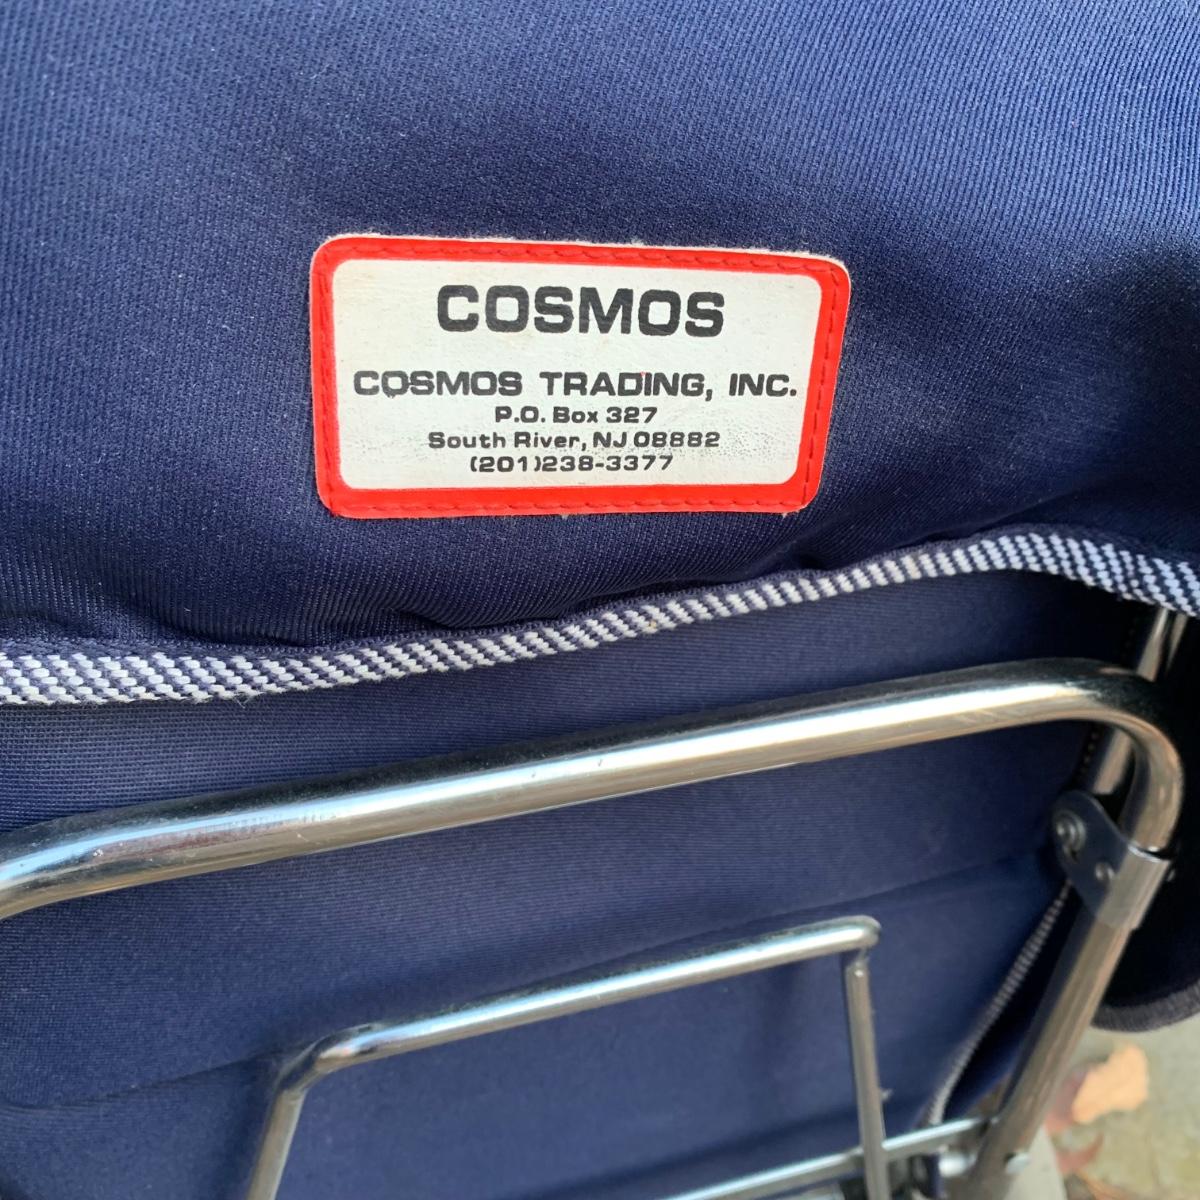 COSMOS
COSMOS TRADING, INC.
P.O. Box 327
South River, NJ 08882
(201)238-3377